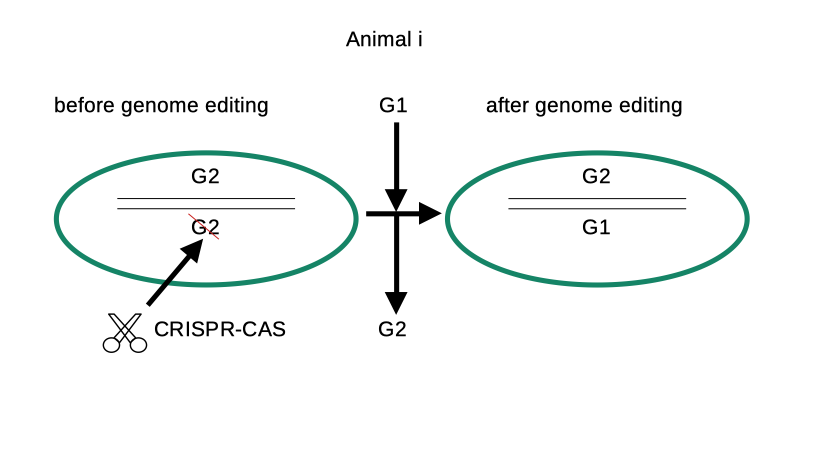 Animal i
before genome editing
G1
after genome editing
G2
G2
G2
G1
CRISPR-CAS
G2